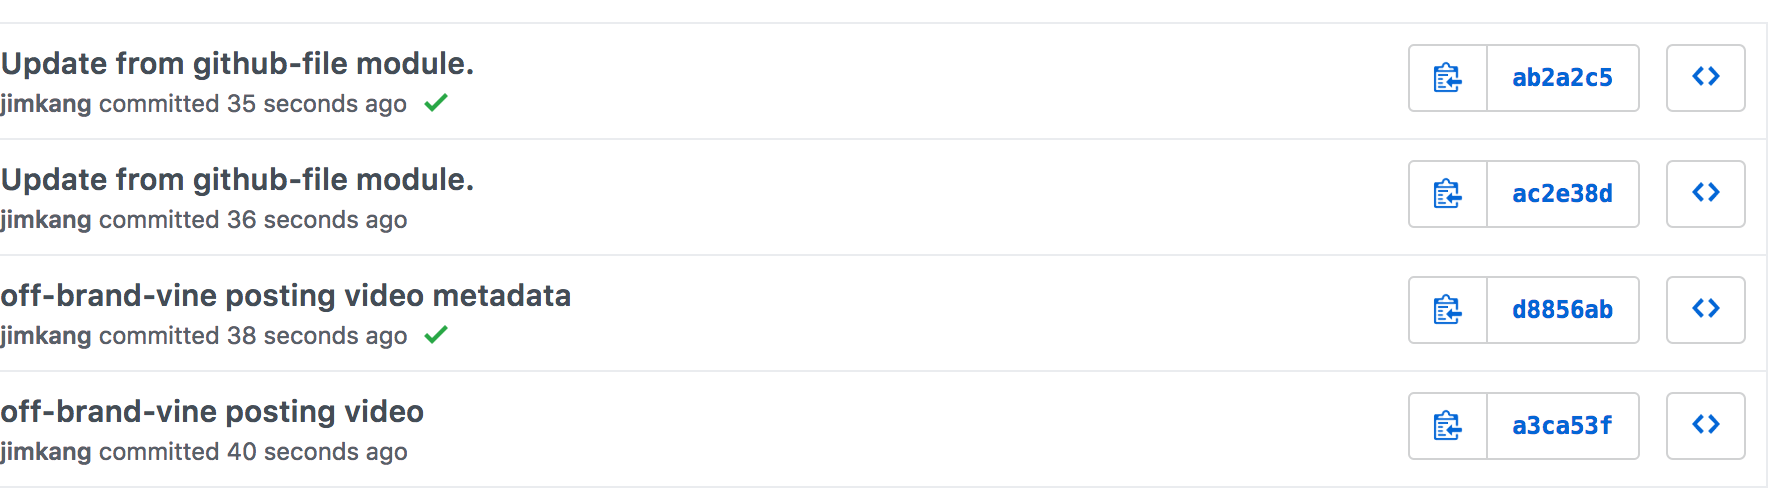 Update from github-file module.
jimkang committed 35 seconds ago
ab2a2c5
Update from github-file module.
jimkang committed 36 seconds ago
ac2e38d
off-brand-vine posting video metadata
jimkang committed 38 seconds ago
d8856ab
off-brand-vine posting video
jimkang committed 40 seconds ago
a3ca53f